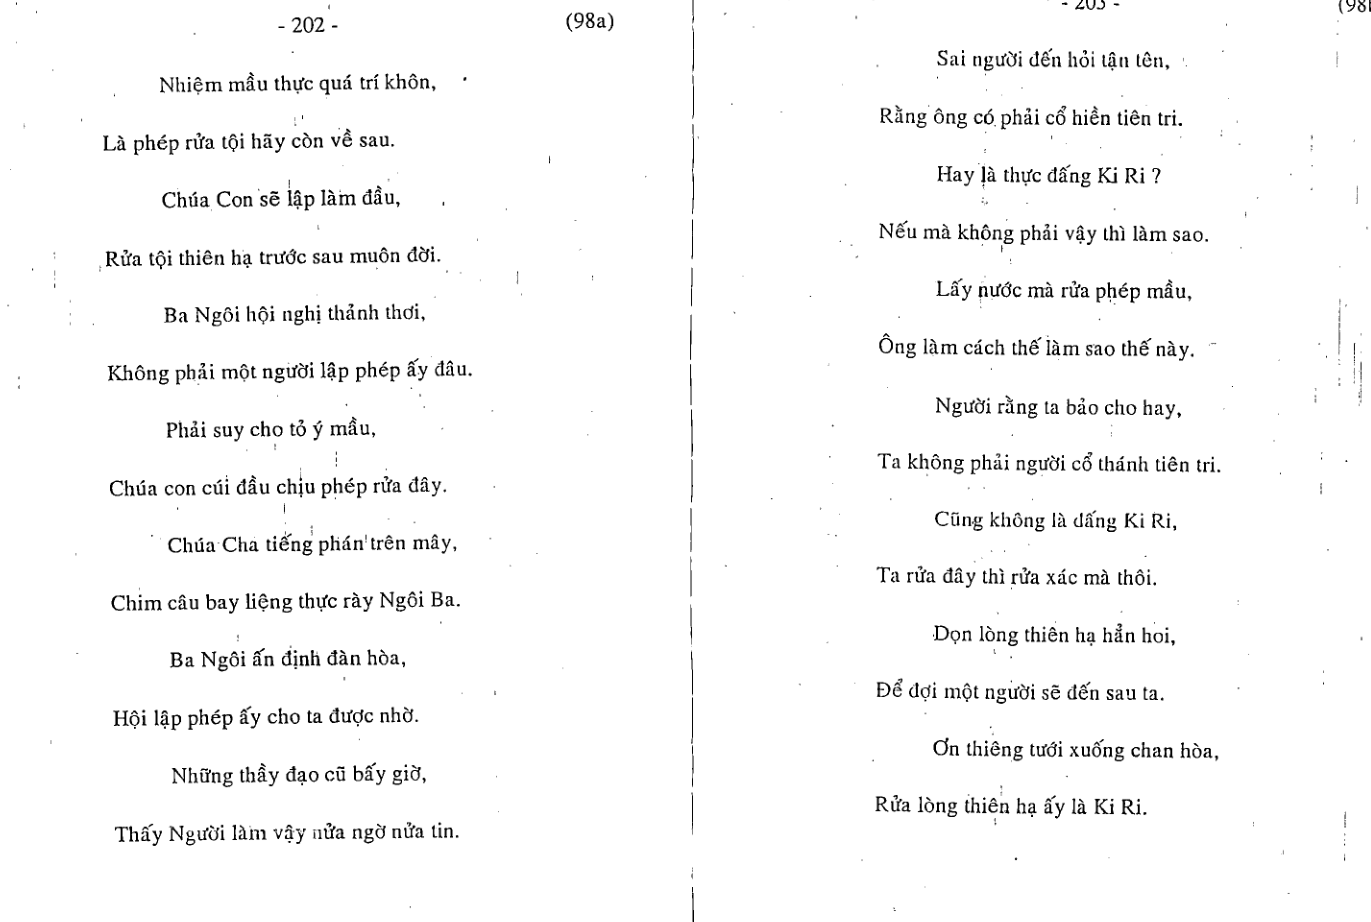 - 202 -
(98a)
Nhiệm mầu thực quá trí khôn,
Là phép rửa tội hãy còn về sau.
Chúa Con sẽ lập làm đầu,
Rửa tội thiên hạ trước sau muôn đời.
Ba Ngôi hội nghị thảnh thơi,
Không phải một người lập phép ấy đâu.
Phải suy cho tỏ ý mầu,
Chúa con cúi đầu chịu phép rửa đây.
Chúa Cha tiếng phán trên mây,
Chim câu bay liệng thực rày Ngôi Ba.
Ba Ngôi ấn định đàn hòa,
Hội lập phép ấy cho ta được nhờ.
Những thầy đạo cũ bấy giờ,
Thấy Người làm vậy nửa ngờ nửa tin.
- 203 -
Sai người đến hỏi tận tên,
Rằng ông có phải cổ hiền tiên tri.
Hay là thực đấng Ki Ri ?
Nếu mà không phải vậy thì làm sao.
Lấy nước mà rửa phép mầu,
Ông làm cách thế làm sao thế này.
Người rằng ta bảo cho hay,
Ta không phải người cổ thánh tiên tri.
Cũng không là đấng Ki Ri,
Ta rửa đây thì rửa xác mà thôi.
Dọn lòng thiên hạ hẳn hoi,
Để đợi một người sẽ đến sau ta.
Ơn thiêng tưới xuống chan hòa,
Rửa lòng thiên hạ ấy là Ki Ri.